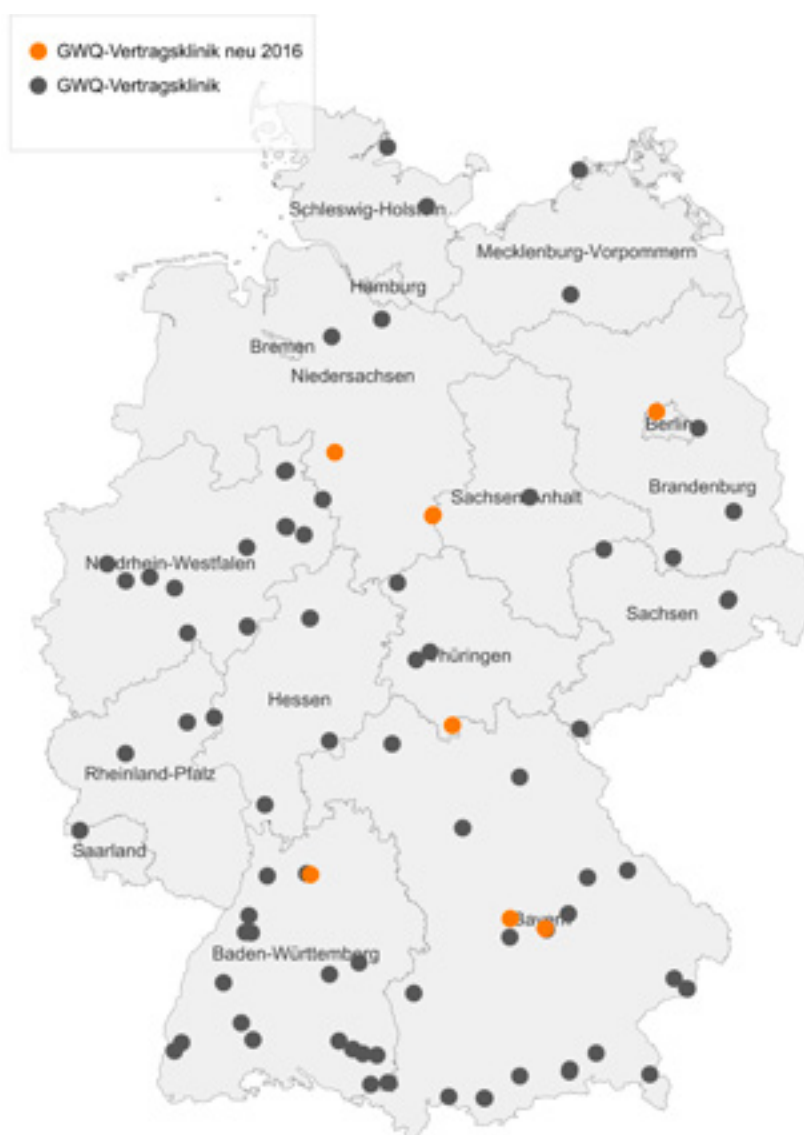 GWQ-Vertragsklinik neu 2016
GWQ-Vertragsklinik
Schleswig-Holstein
Mecklenburg-Vorpommern
Hamburg
Bremen
Niedersachsen
Berlin
Sachsen-Anhalt
Brandenburg
Nordrhein-Westfalen
Sachsen
Thüringen
Hessen
Rheinland-Pfalz
Saarland
Bayern
Baden-Württemberg